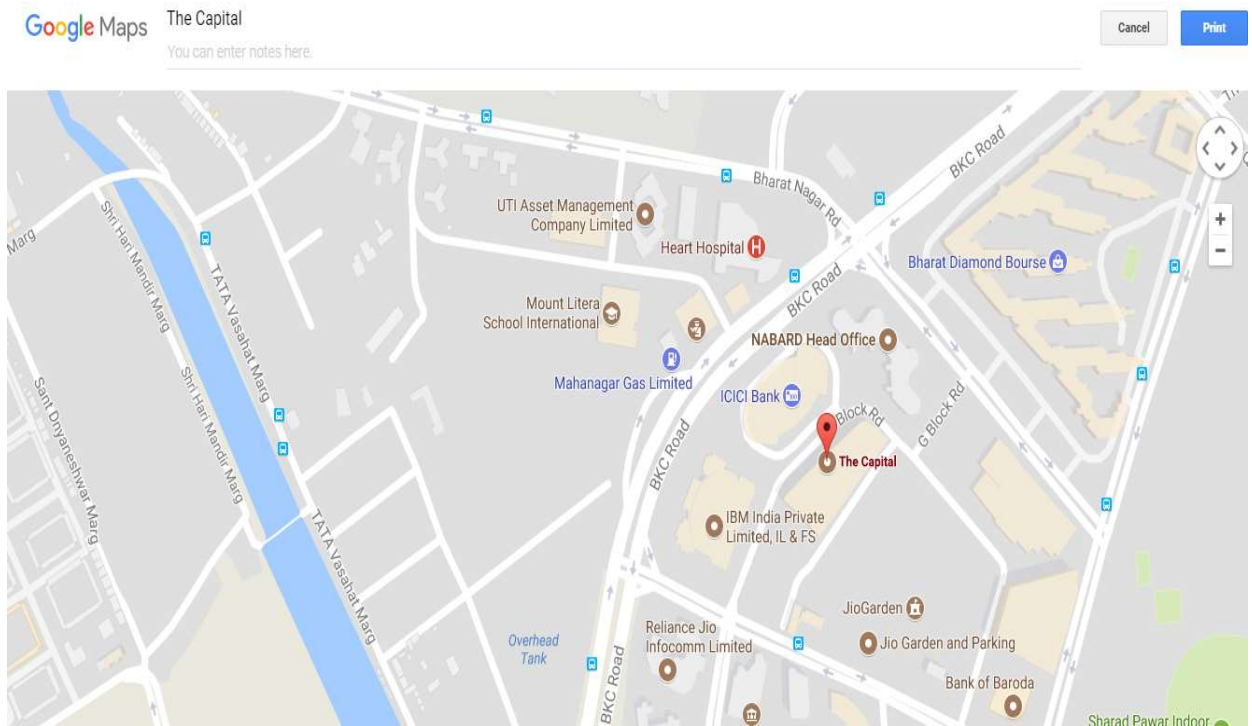 Google Maps
The Capital
You can enter notes here.
Cancel
Print
BKC Road
Bharat Nagar Rd
UTI Asset Management
Company Limited
Heart Hospital
H
Marg
Shri Hari Mandir Marg
TATA Vasahat Marg
BKC Road
Bharat Diamond Bourse
+
−
Mount Litera
School International
NABARD Head Office
Mahanagar Gas Limited
ICICI Bank
Block Rd
G Block Rd
Sant Dnyaneshwar Marg
Shri Hari Mandir Marg
BKC Road
The Capital
IBM India Private
Limited, IL & FS
TATA Vasahat Marg
JioGarden
Reliance Jio
Infocomm Limited
Jio Garden and Parking
Overhead
Tank
BKC Road
Bank of Baroda
Sharad Pawar Indoor